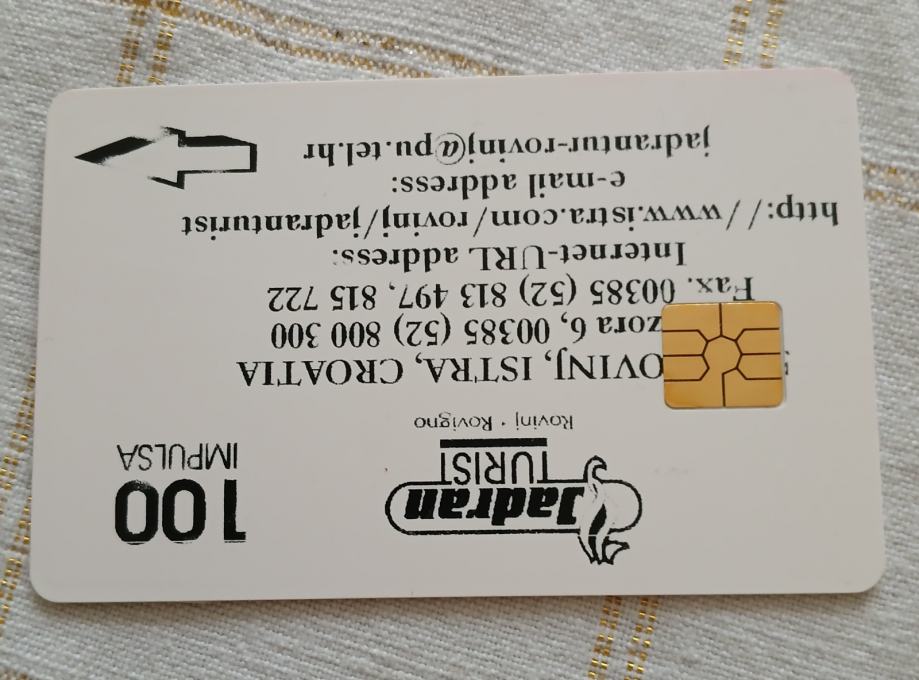 100
IMPULSA
Jadran
TURIST
Rovinj • Rovigno
OVINJ, ISTRA, CROATIA
zora 6, 00385 (52) 800 300
Fax. 00385 (52) 813 497, 815 722
Internet-URL address:
http://www.istra.com/rovinj/jadranturist
e-mail address:
jadrantur-rovinj@pu.tel.hr